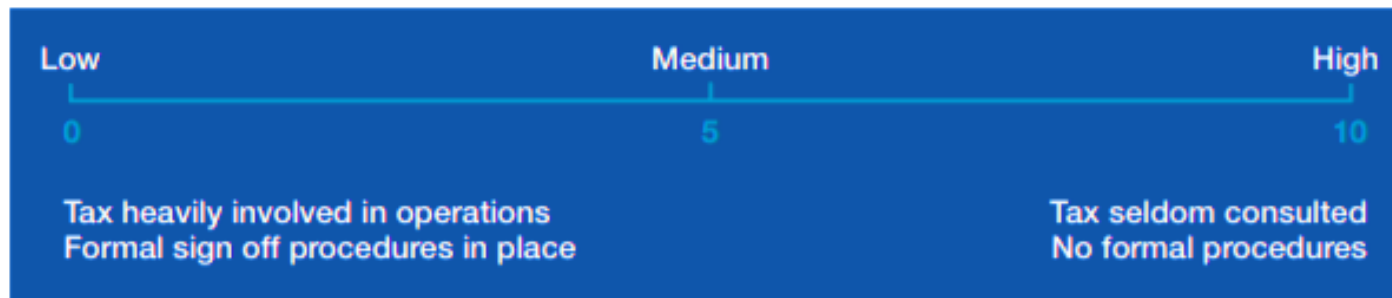 Low Medium High
0 5 10
Tax heavily involved in operations Tax seldom consulted
Formal sign off procedures in place No formal procedures